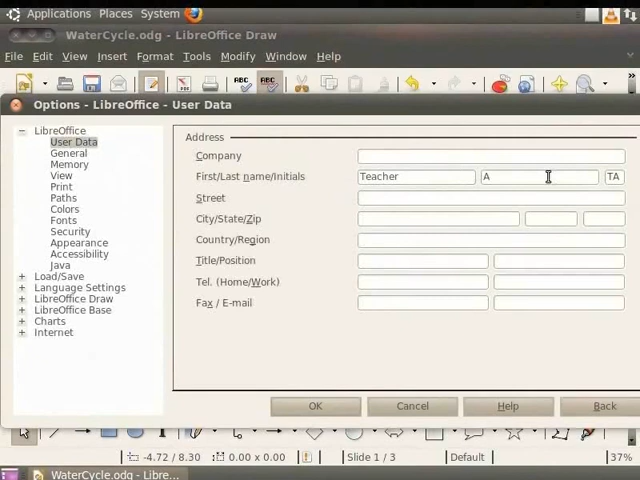 Applications Places System
WaterCycle.odg - LibreOffice Draw
File Edit View Insert Format Tools Modify Window Help
ABC ABC
Options - LibreOffice - User Data
LibreOffice
User Data
General
Memory
View
Print
Paths
Colors
Fonts
Security
Appearance
Accessibility
Java
Load/Save
Language Settings
LibreOffice Draw
LibreOffice Base
Charts
Internet
Address
Company
First/Last name/Initials Teacher A TA
Street
City/State/Zip
Country/Region
Title/Position
Tel. (Home/Work)
Fax / E-mail
OK Cancel Help Back
-4.72 / 8.30 0.00 x 0.00 Slide 1 / 3 Default 37%
WaterCycle.odg - Libre...